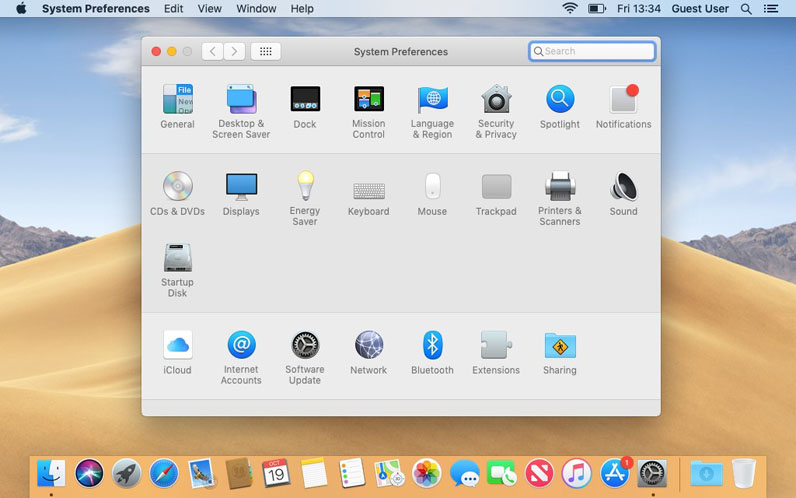 System Preferences Edit View Window Help Fri 13:34 Guest User
System Preferences
Search
File
New
General
Desktop &
Screen Saver
Dock
Mission
Control
Language
& Region
Security
& Privacy
Spotlight
Notifications
CDs & DVDs
Displays
Energy
Saver
Keyboard
Mouse
Trackpad
Printers &
Scanners
Sound
Startup
Disk
iCloud
@
Internet
Accounts
Software
Update
Network
Bluetooth
Extensions
Sharing
OCT
19
1